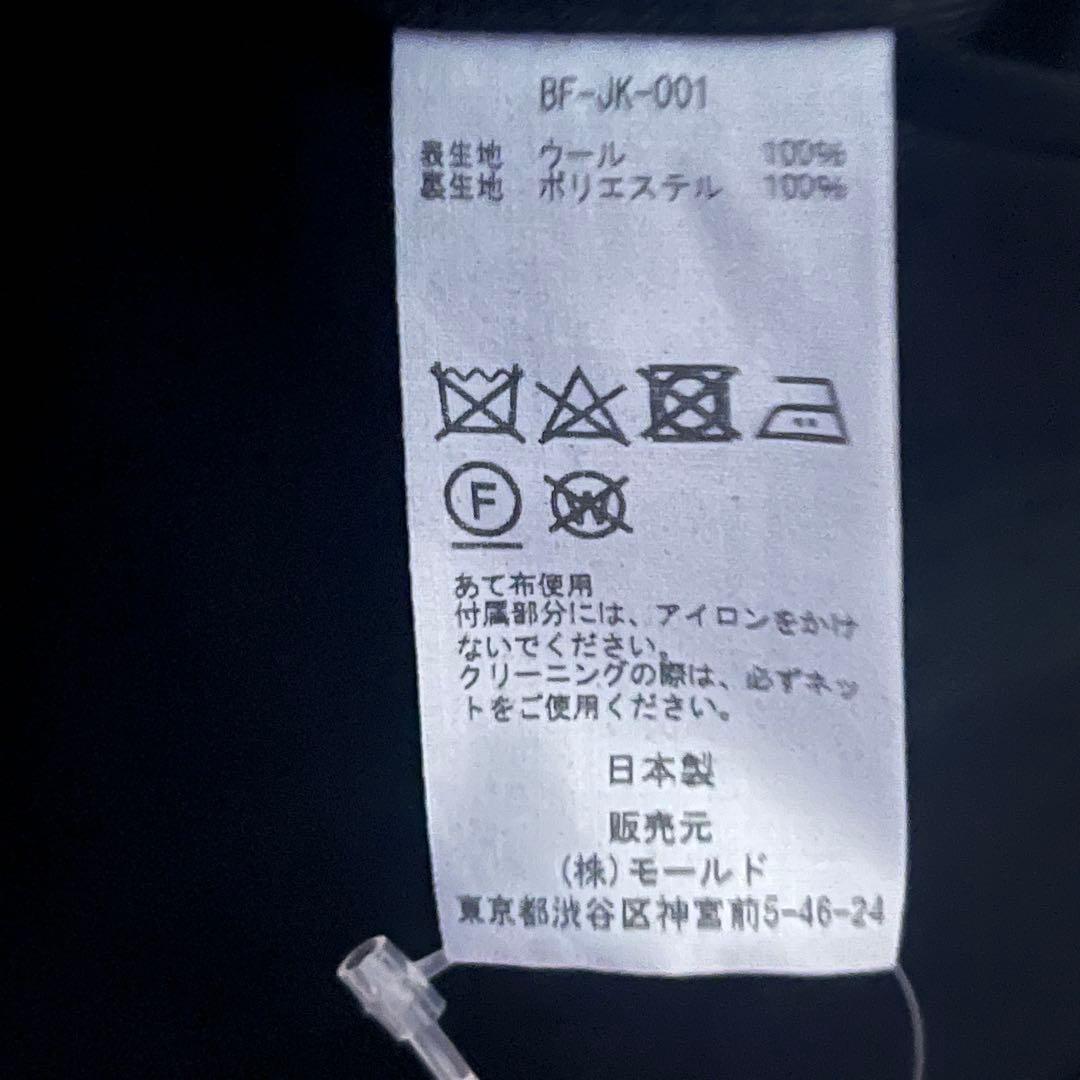 BF-JK-001
表生地 ウール 100%
裏生地 ポリエステル 100%
F
W
あて布使用
付属部分には、アイロンをかけ
ないでください。
クリーニングの際は、必ずネッ
トをご使用ください。
日本製
販売元
(株)モールド
東京都渋谷区神宮前5-46-24